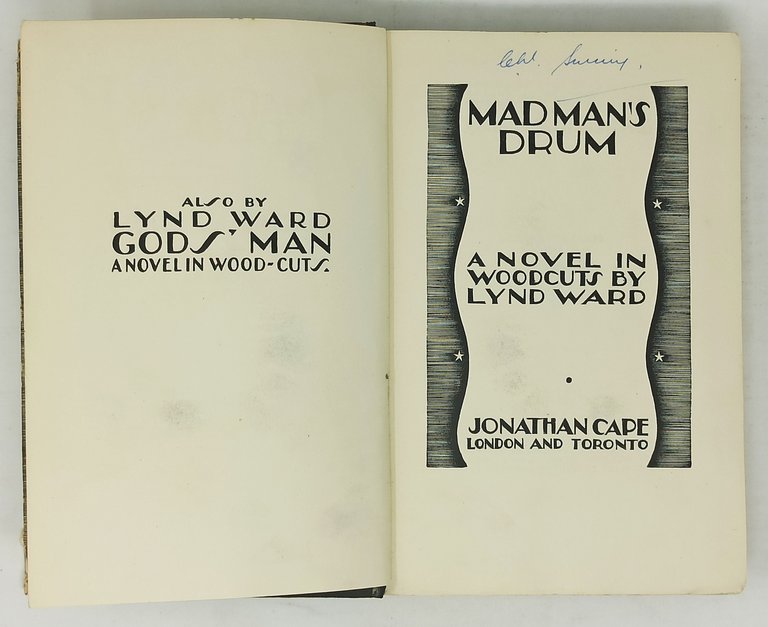 ALSO BY
LYND WARD
GODS' MAN
A NOVEL IN WOOD-CUTS.
MADMAN'S
DRUM
A NOVEL IN
WOODCUTS BY
LYND WARD
JONATHAN CAPE
LONDON AND TORONTO